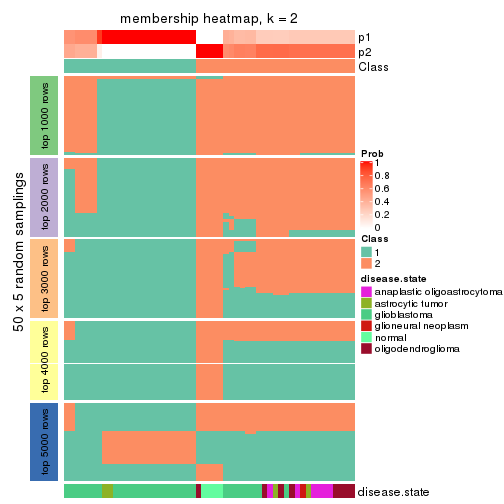 membership heatmap, k = 2
p1
p2
Class
50 x 5 random samplings
top 1000 rows
top 2000 rows
top 3000 rows
top 4000 rows
top 5000 rows
Prob
1
0.8
0.6
0.4
0.2
0
Class
1
2
disease.state
anaplastic oligoastrocytoma
astrocytic tumor
glioblastoma
glioneural neoplasm
normal
oligodendroglioma
disease.state